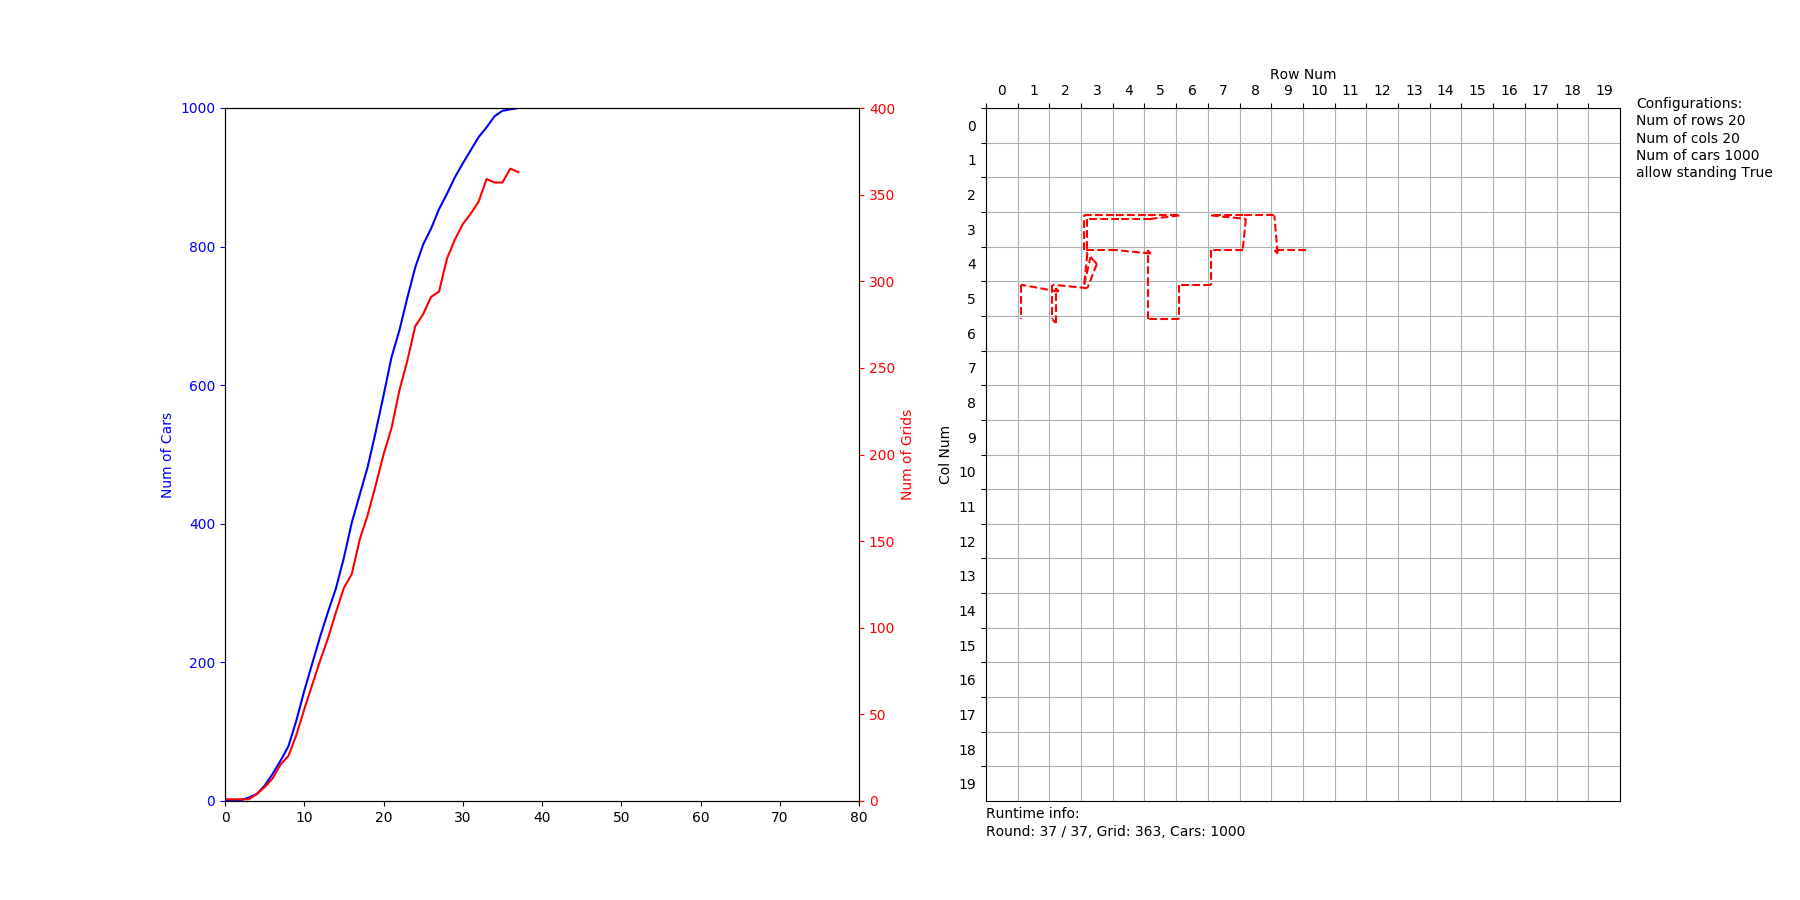 Num of Cars
1000
800
600
400
200
0
0 10 20 30 40 50 60 70 80
400
350
300
250
200
150
100
50
0
Num of Grids
Row Num
0 1 2 3 4 5 6 7 8 9 10 11 12 13 14 15 16 17 18 19
Col Num
0
1
2
3
4
5
6
7
8
9
10
11
12
13
14
15
16
17
18
19
Configurations:
Num of rows 20
Num of cols 20
Num of cars 1000
allow standing True
Runtime info:
Round: 37 / 37, Grid: 363, Cars: 1000